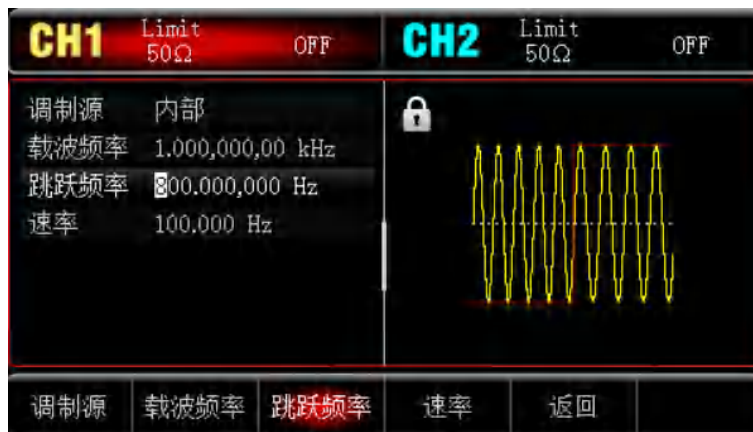 CH1 Limit 50Ω OFF
CH2 Limit 50Ω OFF
调制源 内部
载波频率 1.000,000,00 kHz
跳跃频率 800.000,000 Hz
速率 100.000 Hz
调制源 载波频率 跳跃频率 速率 返回